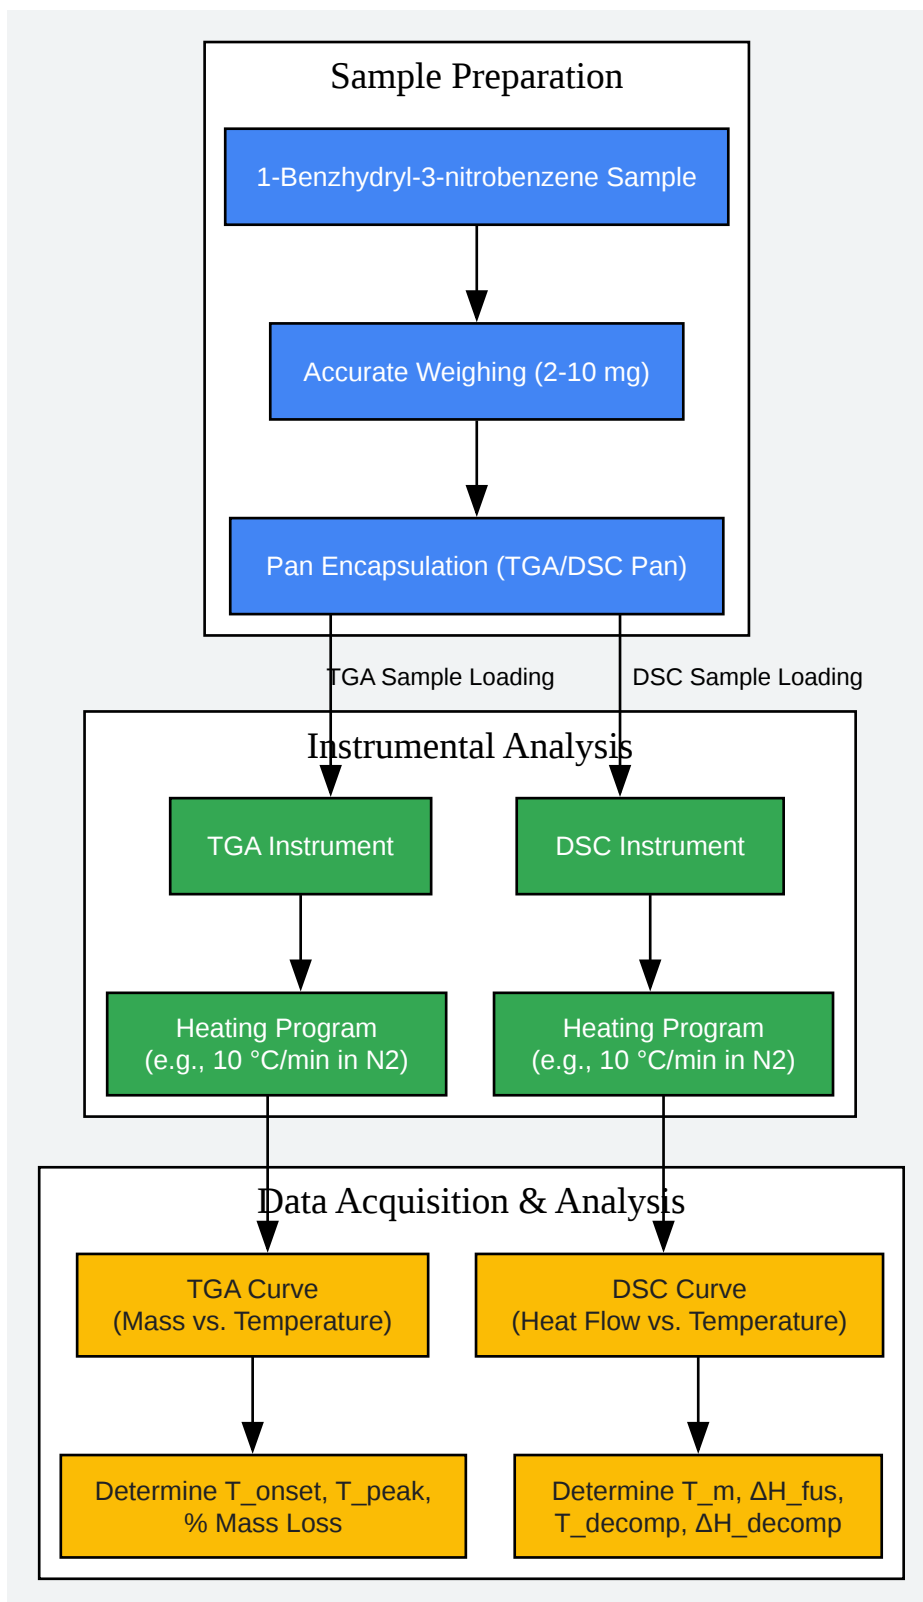 Sample Preparation
1-Benzhydryl-3-nitrobenzene Sample
Accurate Weighing (2-10 mg)
Pan Encapsulation (TGA/DSC Pan)
TGA Sample Loading
DSC Sample Loading
Instrumental Analysis
TGA Instrument
DSC Instrument
Heating Program
(e.g., 10 °C/min in N2)
Heating Program
(e.g., 10 °C/min in N2)
Data Acquisition & Analysis
TGA Curve
(Mass vs. Temperature)
DSC Curve
(Heat Flow vs. Temperature)
Determine T_onset, T_peak,
% Mass Loss
Determine T_m, ΔH_fus,
T_decomp, ΔH_decomp